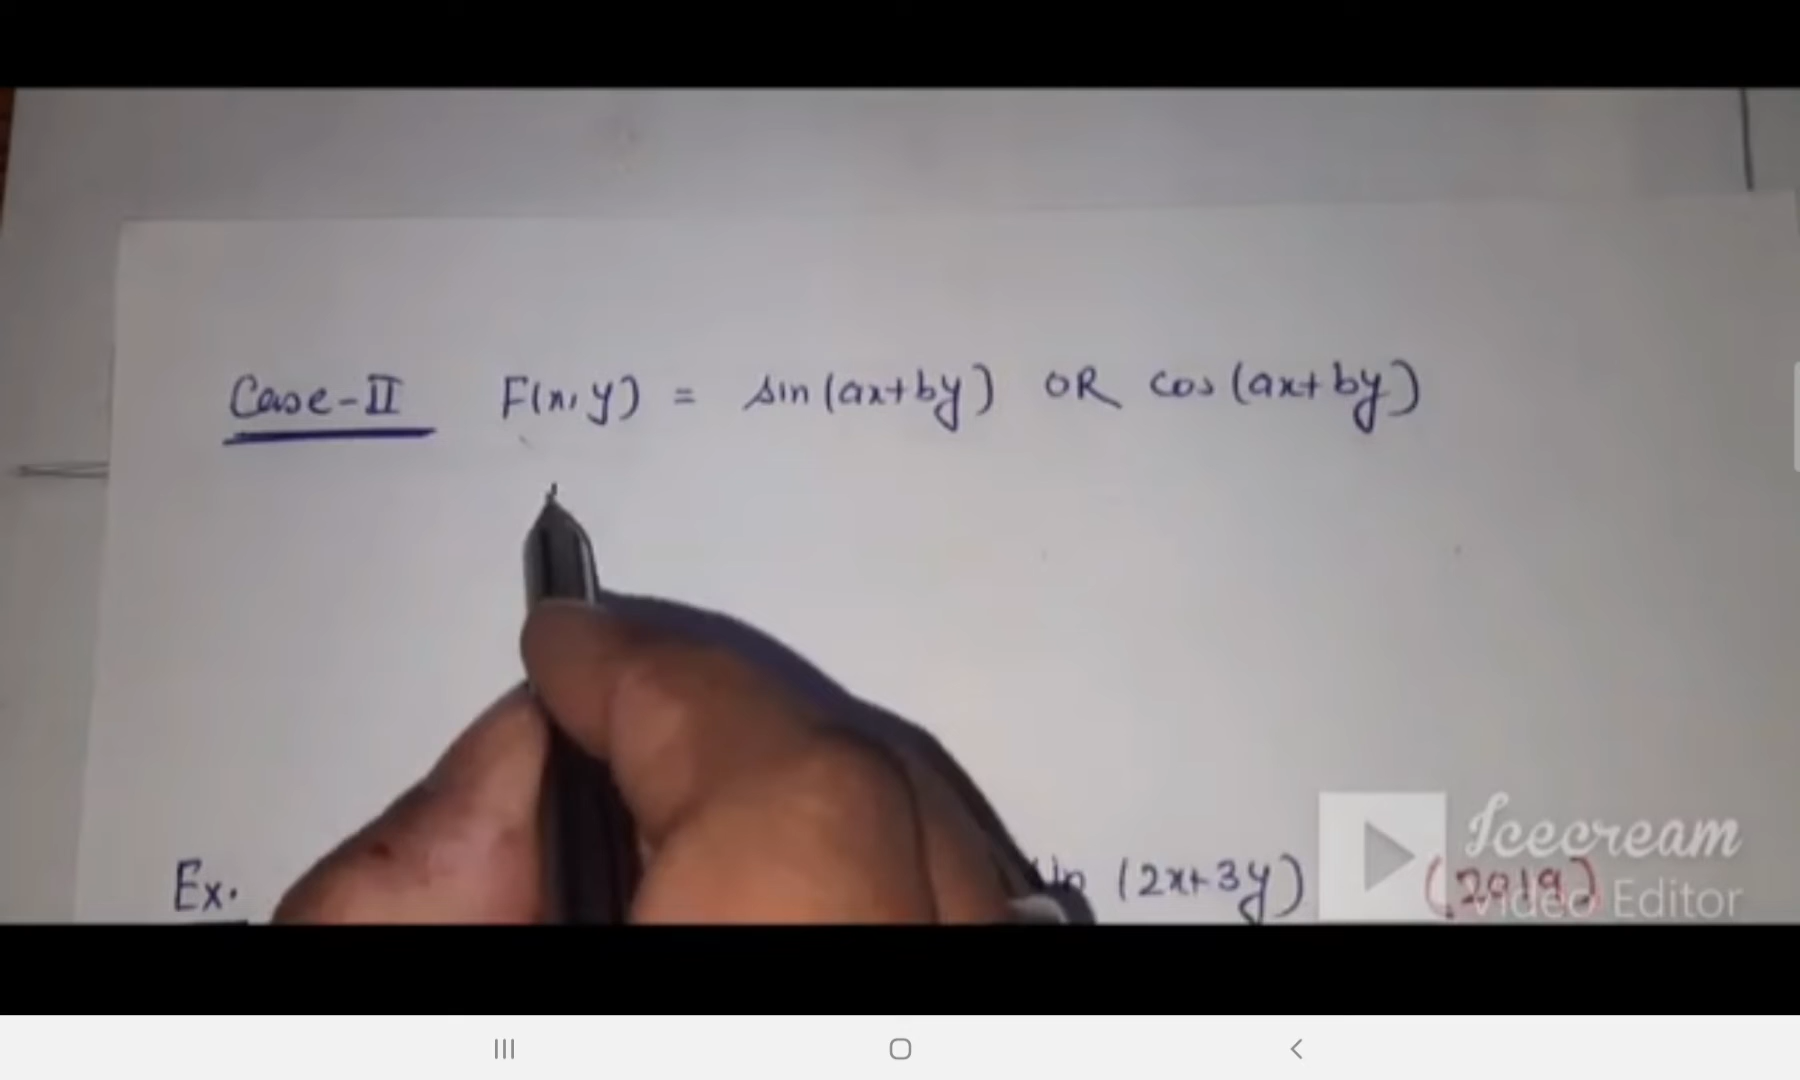 Case-II F(x,y) = sin(ax+by) OR cos(ax+by)
Ex. (2x+3y) (2019)
Icecream
Video Editor